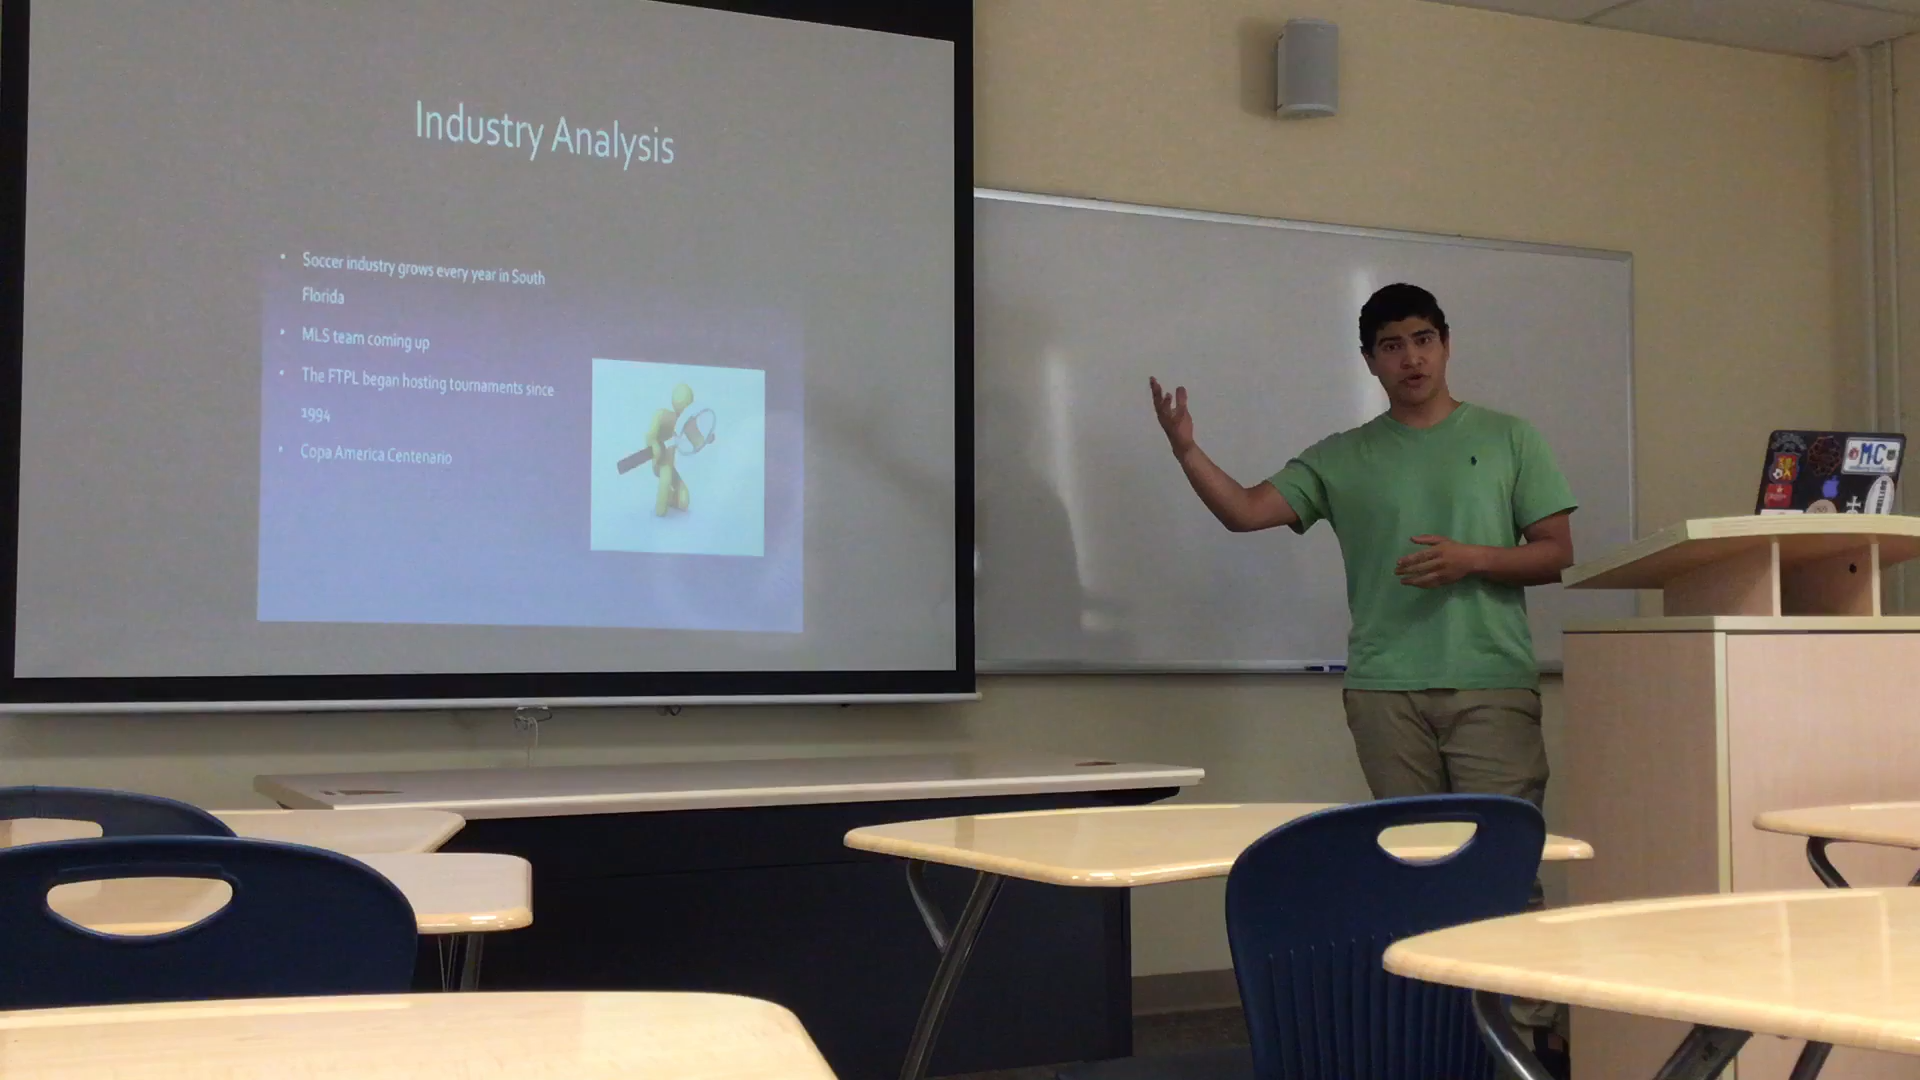 Industry Analysis
• Soccer industry grows every year in South
Florida
• MLS team coming up
• The FTPL began hosting tournaments since
1994
• Copa America Centenario
MC